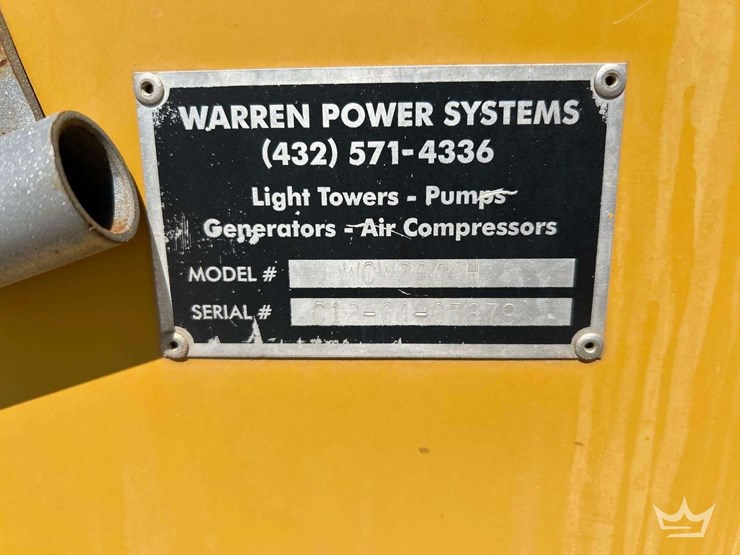 WARREN POWER SYSTEMS
(432) 571-4336
Light Towers - Pumps
Generators - Air Compressors
MODEL #
SERIAL #